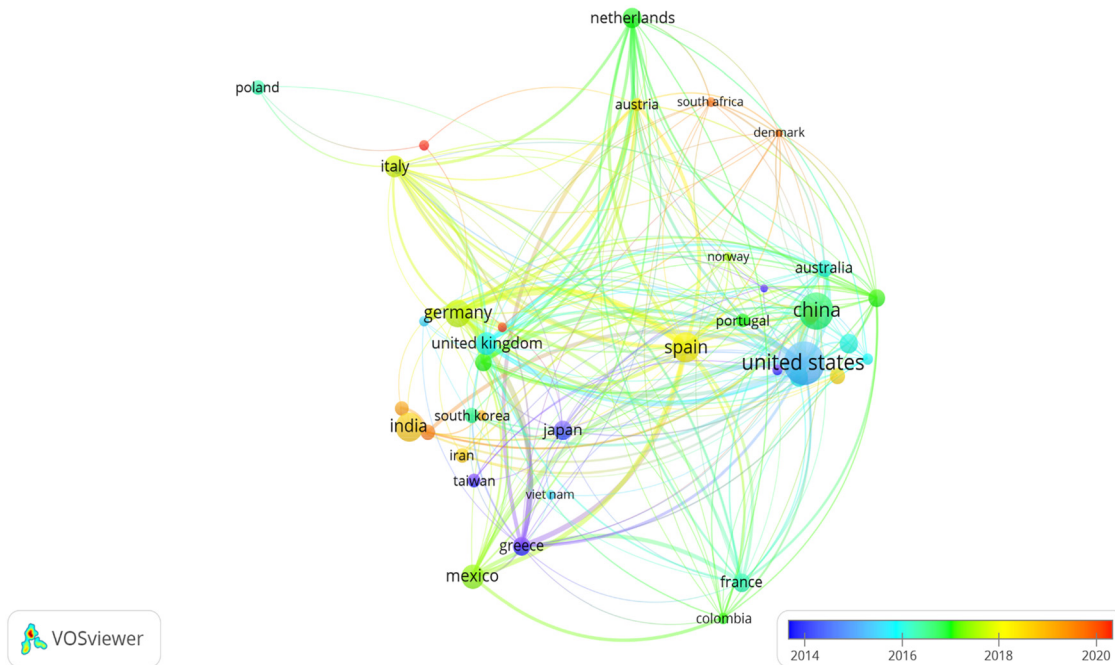 netherlands
poland
austria
south africa
denmark
italy
norway
australia
germany
china
portugal
united kingdom
spain
united states
south korea
india
japan
iran
taiwan
viet nam
greece
mexico
france
colombia
VOSviewer
2014 2016 2018 2020